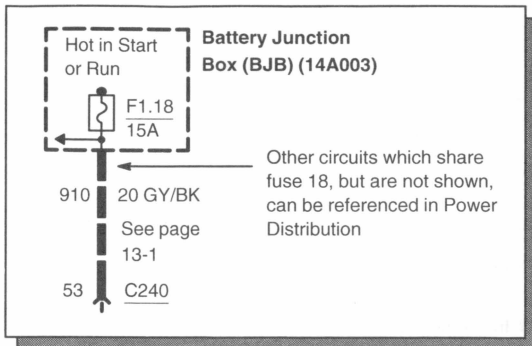 Hot in Start
or Run
Battery Junction
Box (BJB) (14A003)
F1.18
15A
Other circuits which share
fuse 18, but are not shown,
can be referenced in Power
Distribution
910 20 GY/BK
See page
13-1
53 C240